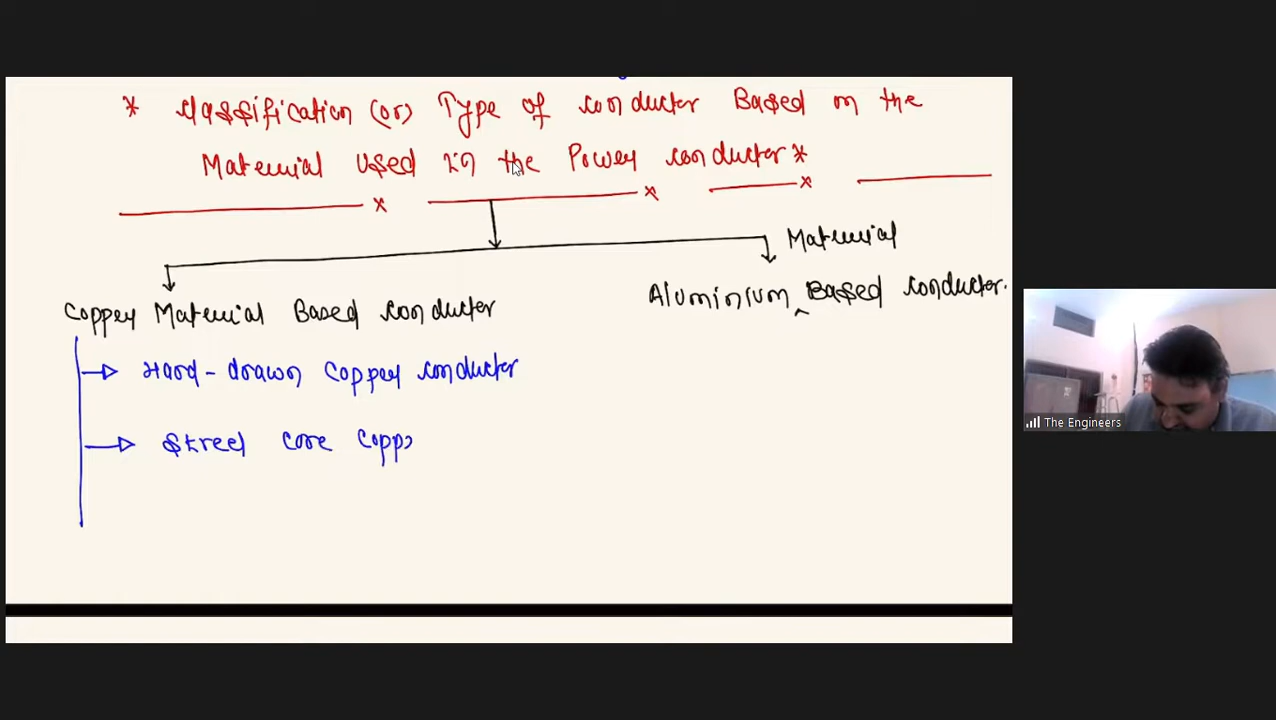 * Classification (or) Type of conductor Based on the
Material used in the Power conductor *
Material
Copper Material Based conductor
Aluminium ^ Based conductor.
Hard-drawn Copper conductor
Steel core Copp
The Engineers